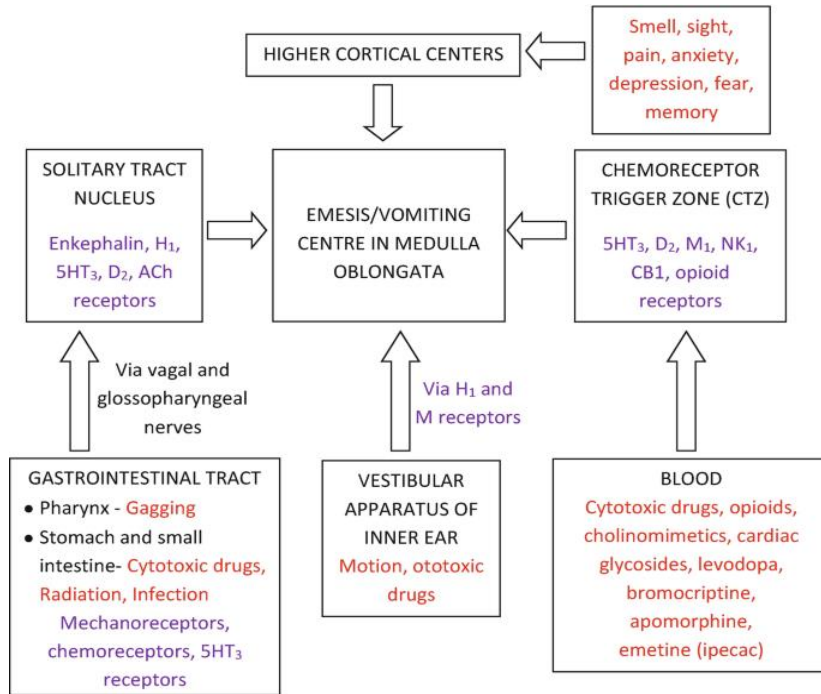 Smell, sight,
pain, anxiety,
depression, fear,
memory
HIGHER CORTICAL CENTERS
SOLITARY TRACT
NUCLEUS
Enkephalin, H₁,
5HT₃, D₂, ACh
receptors
EMESIS/VOMITING
CENTRE IN MEDULLA
OBLONGATA
CHEMORECEPTOR
TRIGGER ZONE (CTZ)
5HT₃, D₂, M₁, NK₁,
CB1, opioid
receptors
Via vagal and
glossopharyngeal
nerves
Via H₁ and
M receptors
GASTROINTESTINAL TRACT
● Pharynx - Gagging
● Stomach and small
intestine- Cytotoxic drugs,
Radiation, Infection
Mechanoreceptors,
chemoreceptors, 5HT₃
receptors
VESTIBULAR
APPARATUS OF
INNER EAR
Motion, ototoxic
drugs
BLOOD
Cytotoxic drugs, opioids,
cholinomimetics, cardiac
glycosides, levodopa,
bromocriptine,
apomorphine,
emetine (ipecac)